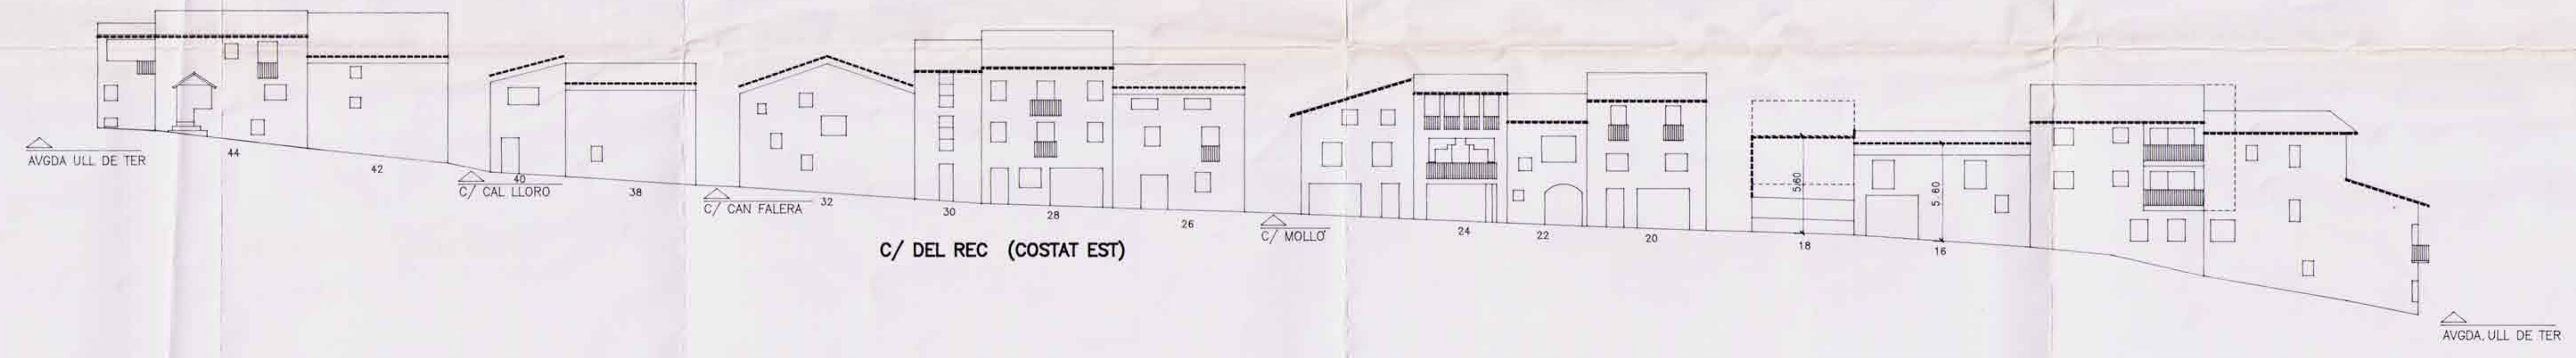 AVGDA ULL DE TER
44
42
40
C/ CAL LLORO
38
C/ CAN FALERA
32
30
28
26
C/ DEL REC (COSTAT EST)
C/ MOLLÓ
24
22
20
5.60
18
5.60
16
AVGDA. ULL DE TER